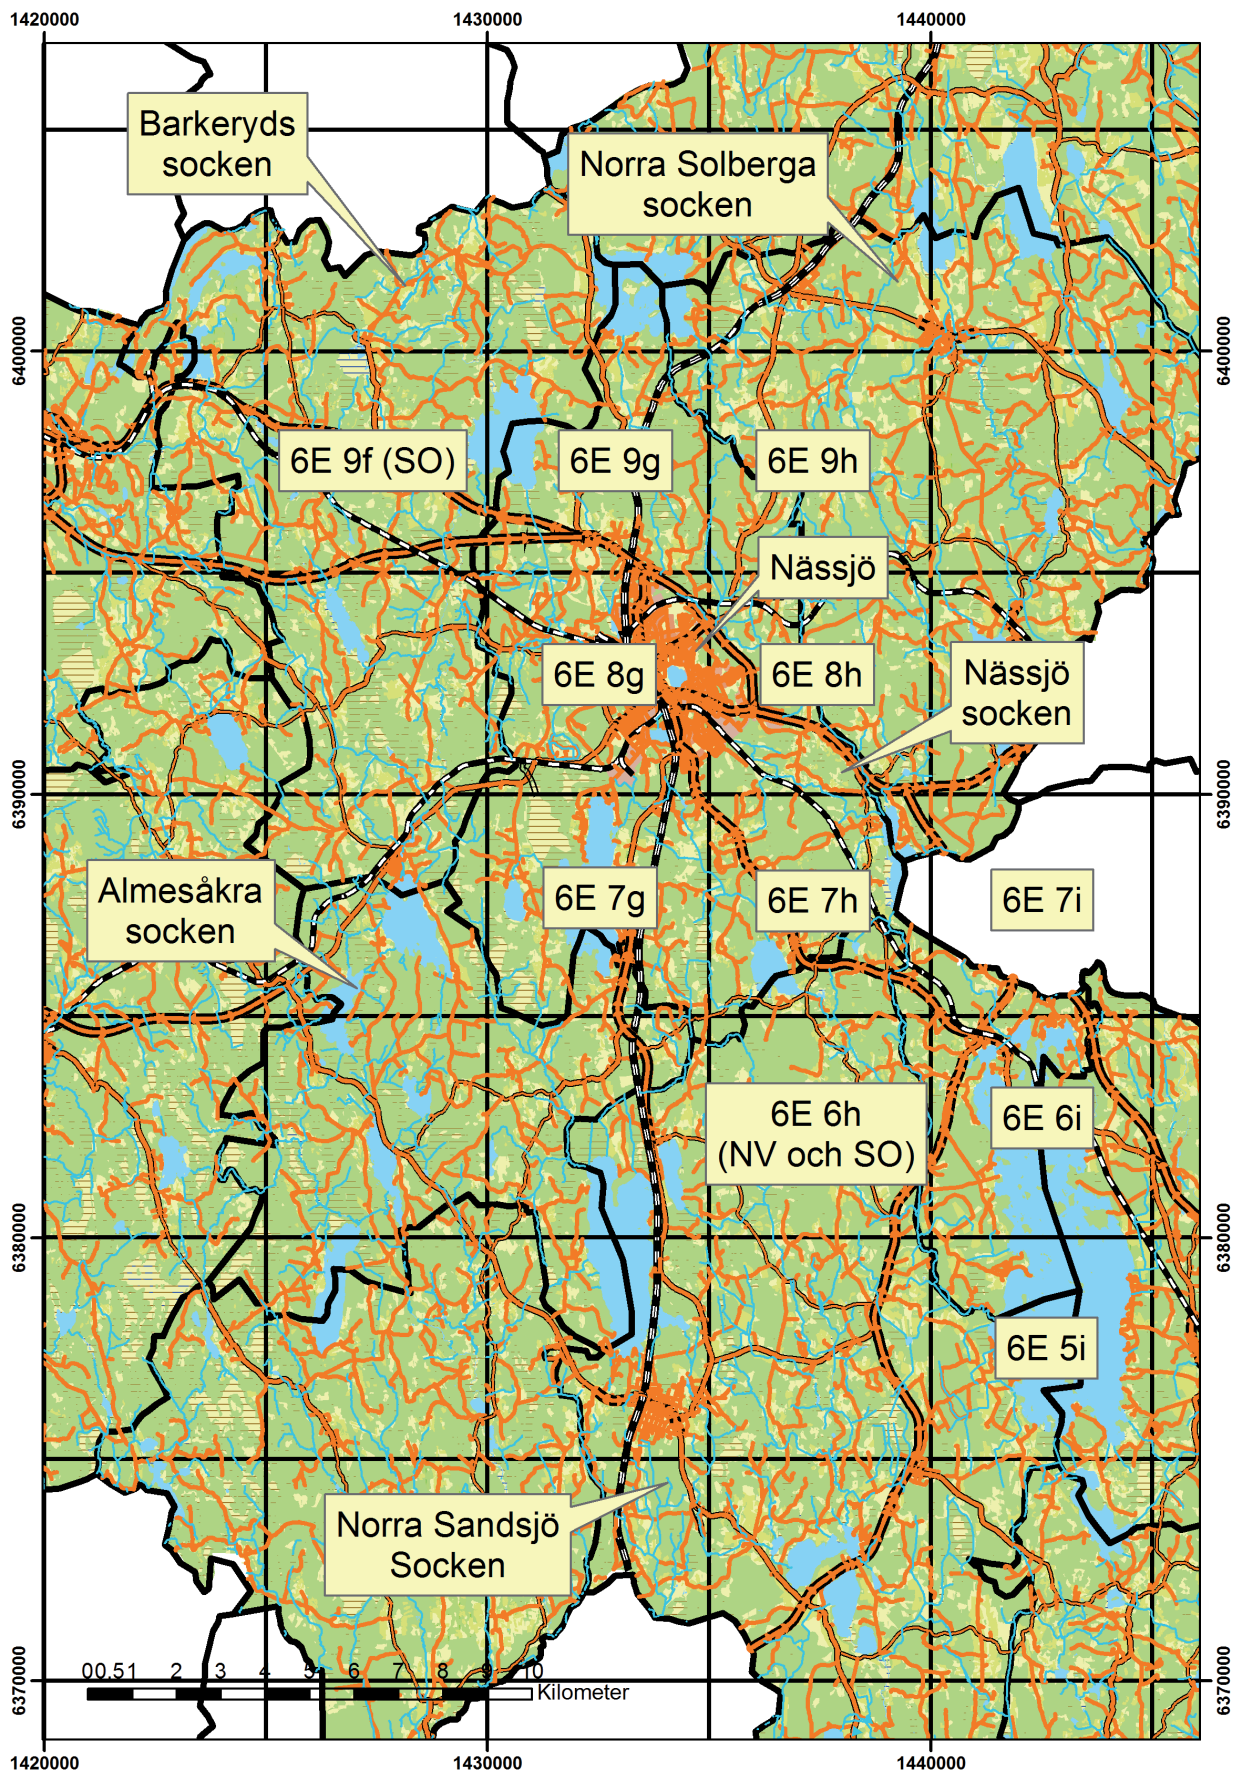 1420000
1430000
1440000
Barkeryds
socken
Norra Solberga
socken
6400000
6400000
6E 9f (SO)
6E 9g
6E 9h
Nässjö
6E 8g
6E 8h
Nässjö
socken
6390000
6390000
Almesåkra
socken
6E 7g
6E 7h
6E 7i
6E 6h
(NV och SO)
6E 6i
6380000
6380000
6E 5i
Norra Sandsjö
Socken
6370000
6370000
0 0,5 1 2 3 4 5 6 7 8 9 10
Kilometer
1420000
1430000
1440000